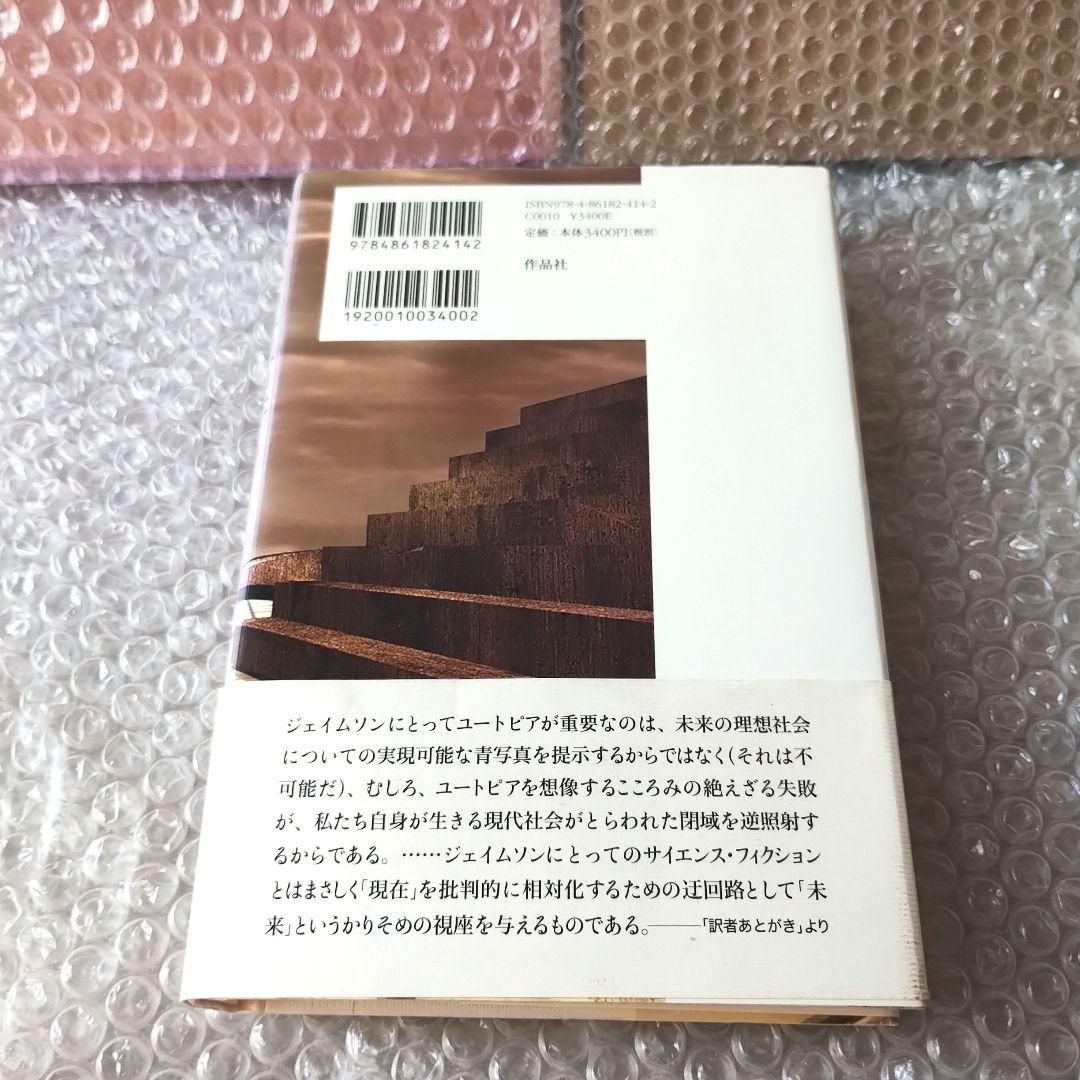 9784861824142
1920010034002
ISBN978-4-86182-414-2
C0010 ¥3400E
定価:本体3400円(税別)
作品社
ジェイムソンにとってユートピアが重要なのは、未来の理想社会
についての実現可能な青写真を提示するからではなく(それは不
可能だ)、むしろ、ユートピアを想像するこころみの絶えざる失敗
が、私たち自身が生きる現代社会がとらわれた閉域を逆照射す
るからである。……ジェイムソンにとってのサイエンス・フィクション
とはまさしく「現在」を批判的に相対化するための迂回路として「未
来」というかりそめの視座を与えるものである。――「訳者あとがき」より